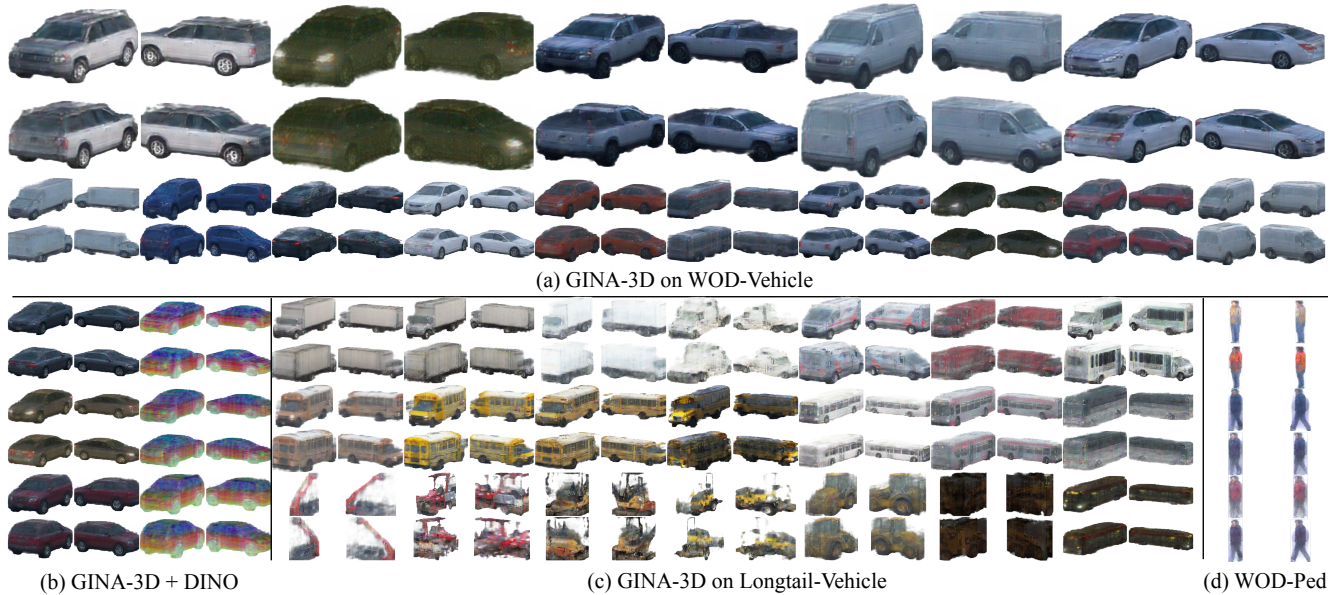 (a) GINA-3D on WOD-Vehicle
(b) GINA-3D + DINO
(c) GINA-3D on Longtail-Vehicle
(d) WOD-Ped